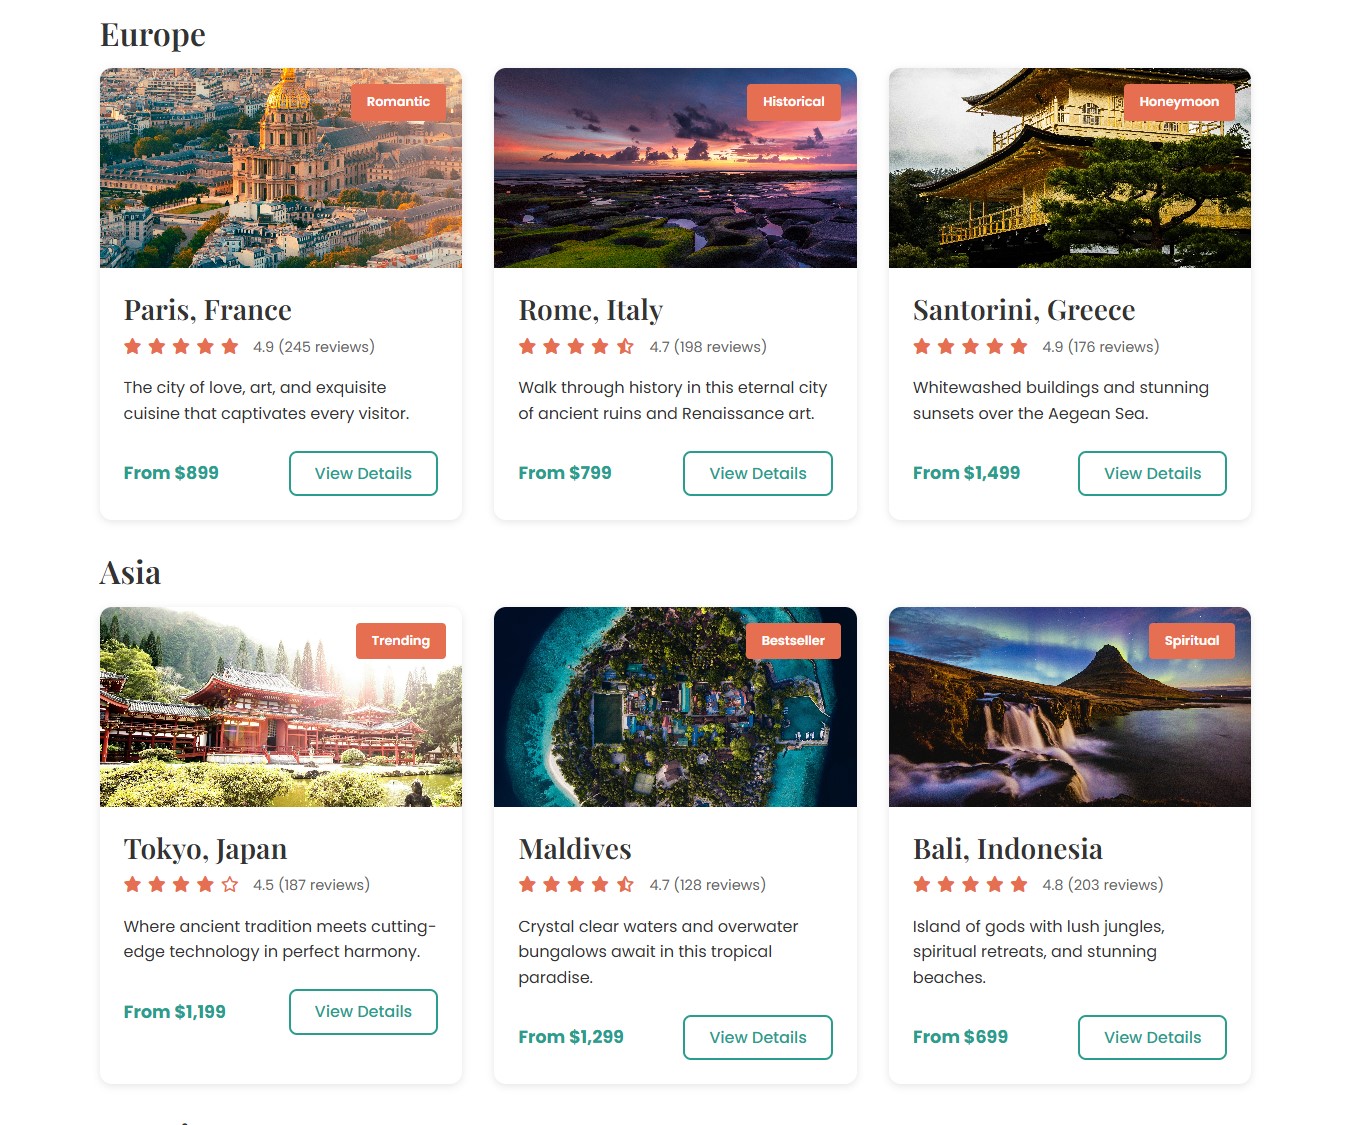 Europe
Romantic
Historical
Honeymoon
Paris, France
4.9 (245 reviews)
The city of love, art, and exquisite
cuisine that captivates every visitor.
From $899
View Details
Rome, Italy
4.7 (198 reviews)
Walk through history in this eternal city
of ancient ruins and Renaissance art.
From $799
View Details
Santorini, Greece
4.9 (176 reviews)
Whitewashed buildings and stunning
sunsets over the Aegean Sea.
From $1,499
View Details
Asia
Trending
Bestseller
Spiritual
Tokyo, Japan
4.5 (187 reviews)
Where ancient tradition meets cutting-
edge technology in perfect harmony.
From $1,199
View Details
Maldives
4.7 (128 reviews)
Crystal clear waters and overwater
bungalows await in this tropical
paradise.
From $1,299
View Details
Bali, Indonesia
4.8 (203 reviews)
Island of gods with lush jungles,
spiritual retreats, and stunning
beaches.
From $699
View Details